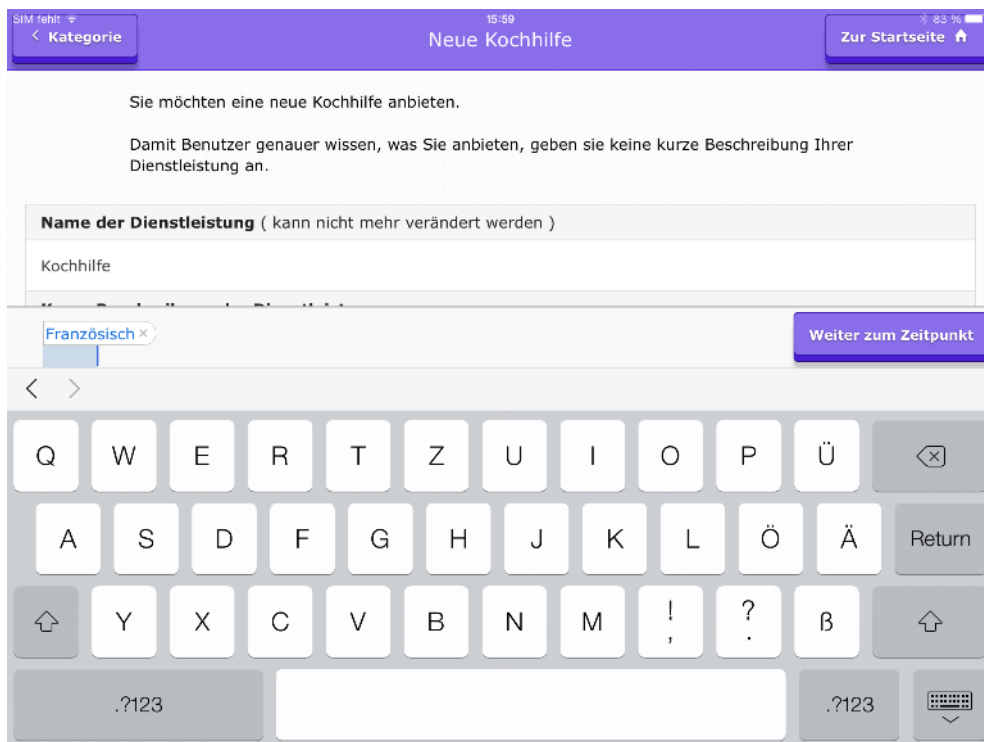 SIM fehlt 15:59 83 %
Kategorie Neue Kochhilfe Zur Startseite
Sie möchten eine neue Kochhilfe anbieten.
Damit Benutzer genauer wissen, was Sie anbieten, geben sie keine kurze Beschreibung Ihrer
Dienstleistung an.
Name der Dienstleistung ( kann nicht mehr verändert werden )
Kochhilfe
Französisch ×
Weiter zum Zeitpunkt
Q W E R T Z U I O P Ü
A S D F G H J K L Ö Ä Return
Y X C V B N M ! , ? . ß
.?123 .?123